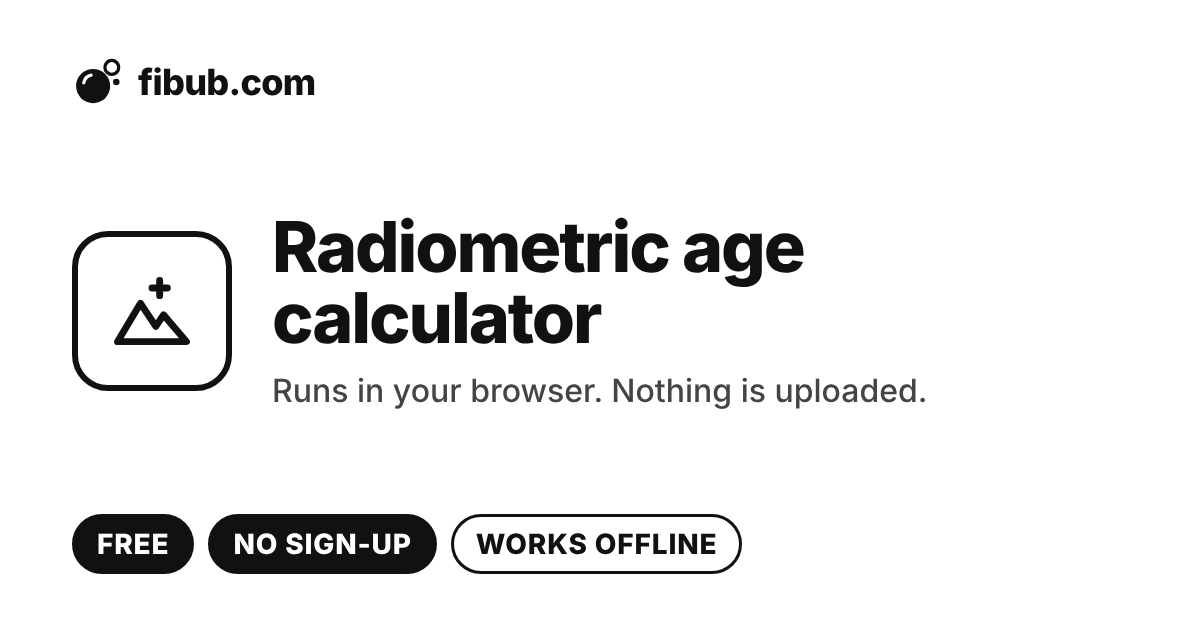 fibub.com
Radiometric age
calculator
Runs in your browser. Nothing is uploaded.
FREE
NO SIGN-UP
WORKS OFFLINE